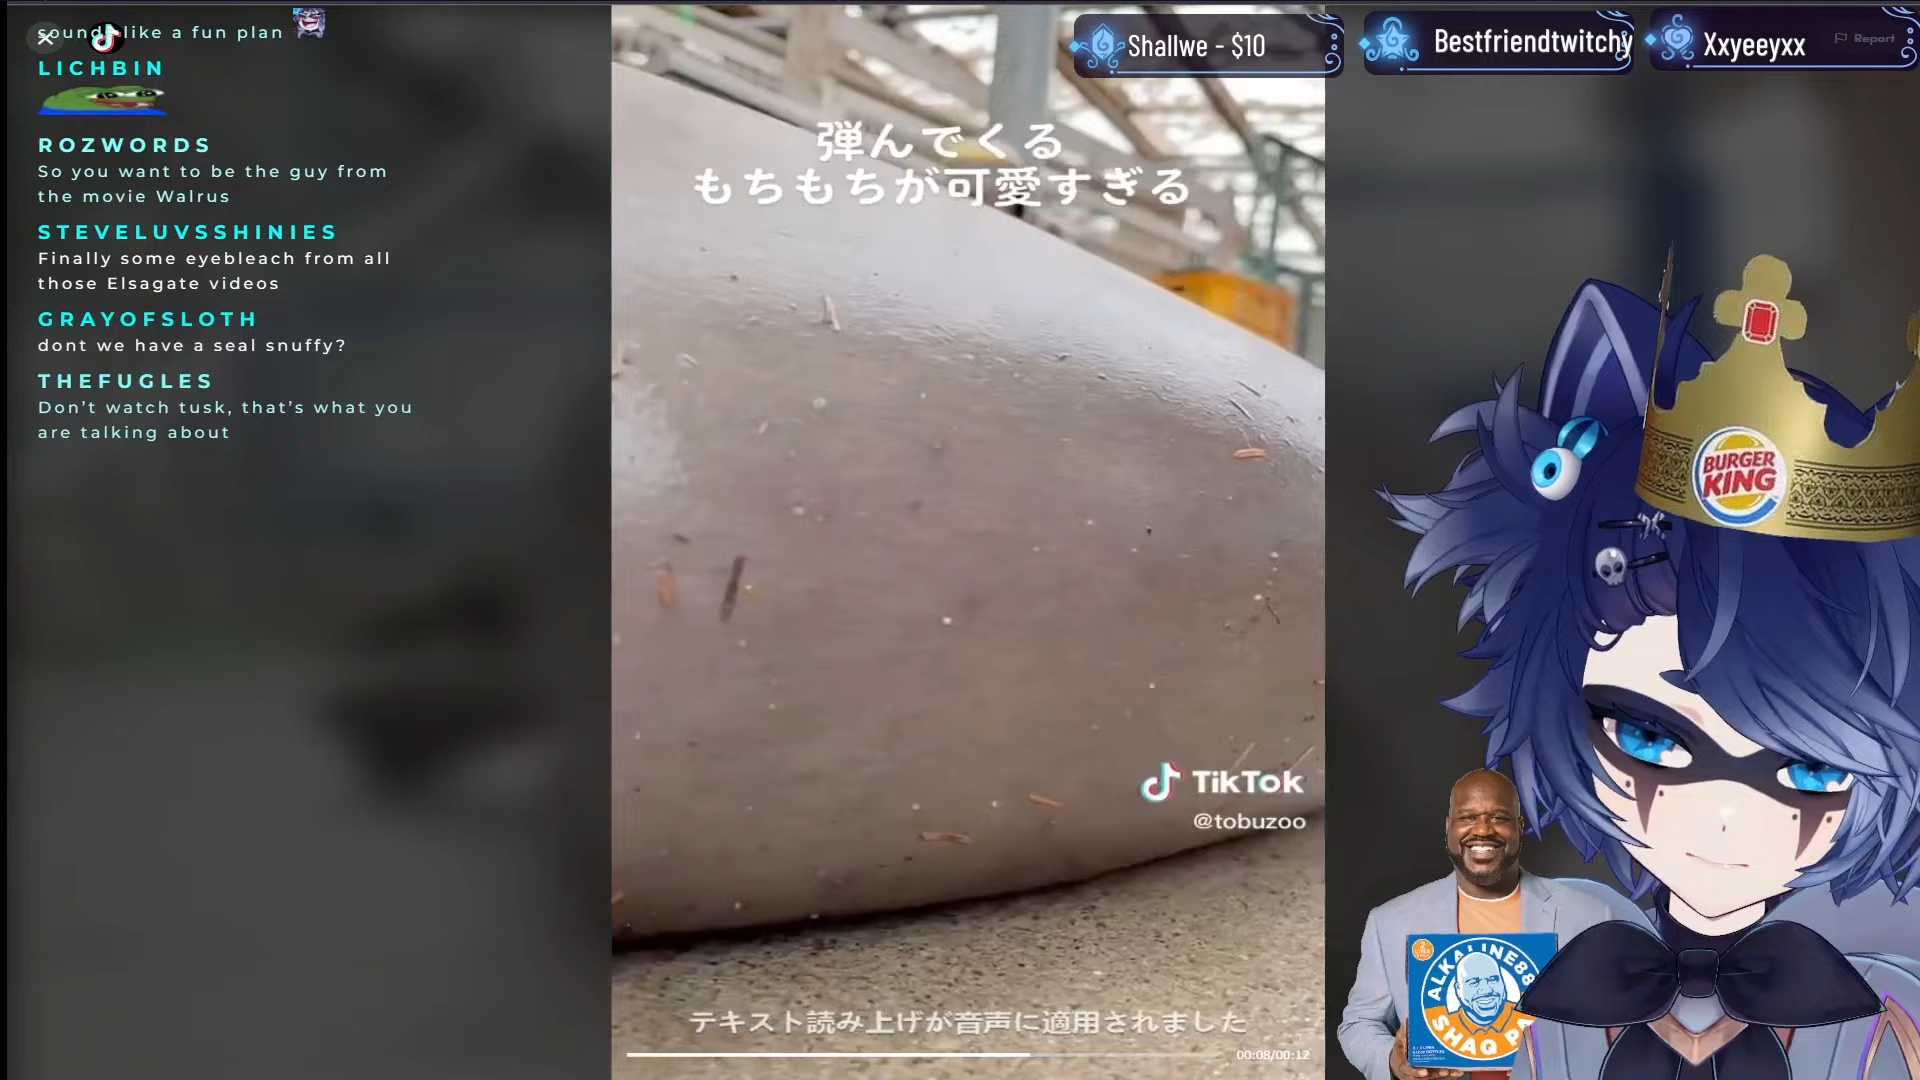 sounds like a fun plan
LICHBIN
ROZWORDS
So you want to be the guy from
the movie Walrus
STEVELUVSSHINIES
Finally some eyebleach from all
those Elsagate videos
GRAYOFSLOTH
dont we have a seal snuffy?
THEFUGLES
Don't watch tusk, that's what you
are talking about
Shallwe - $10
Bestfriendtwitchy
Xxyeeyxx
Report
弾んでくる
もちもちが可愛すぎる
TikTok
@tobuzoo
テキスト読み上げが音声に適用されました
00:08/00:12
BURGER
KING
ALKALINE88
SHAQ